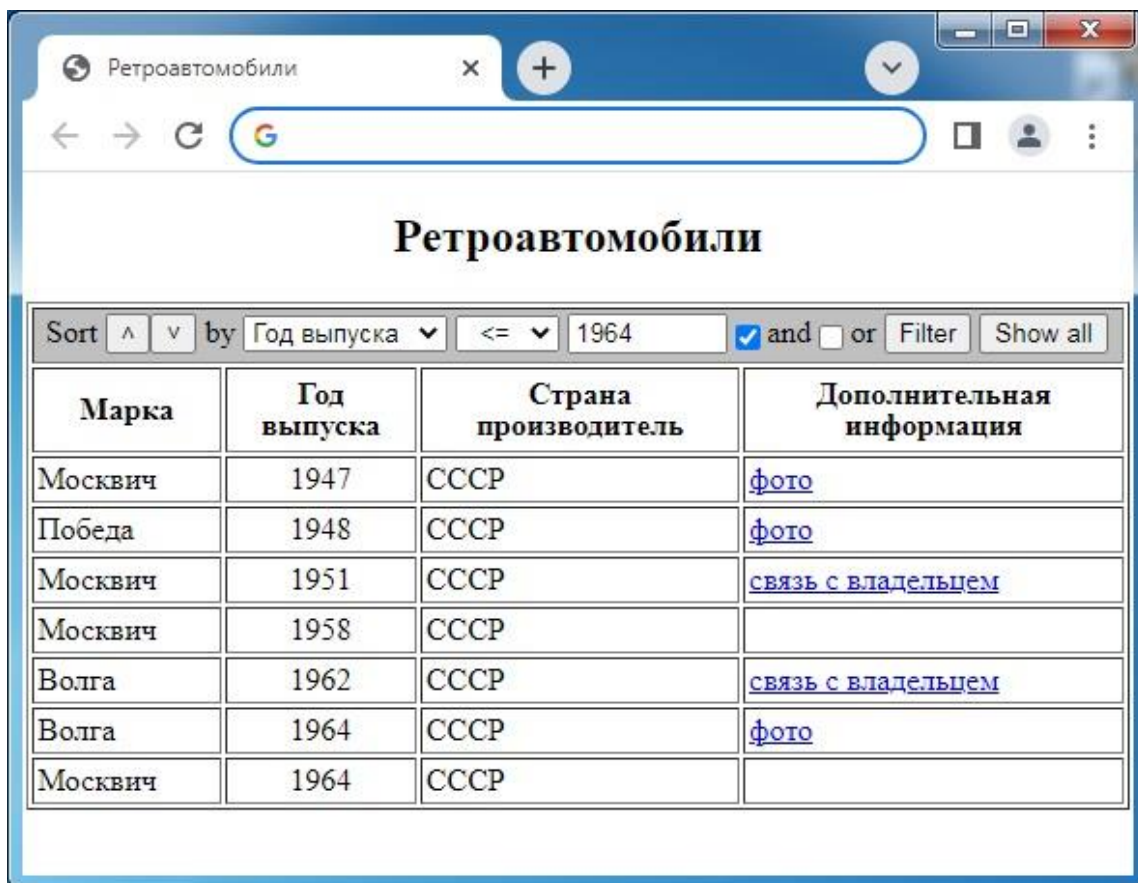 Ретроавтомобили
Ретроавтомобили
Sort ^ v by Год выпуска <= 1964 and or Filter Show all
Марка Год выпуска Страна производитель Дополнительная информация
Москвич 1947 СССР фото
Победа 1948 СССР фото
Москвич 1951 СССР связь с владельцем
Москвич 1958 СССР
Волга 1962 СССР связь с владельцем
Волга 1964 СССР фото
Москвич 1964 СССР